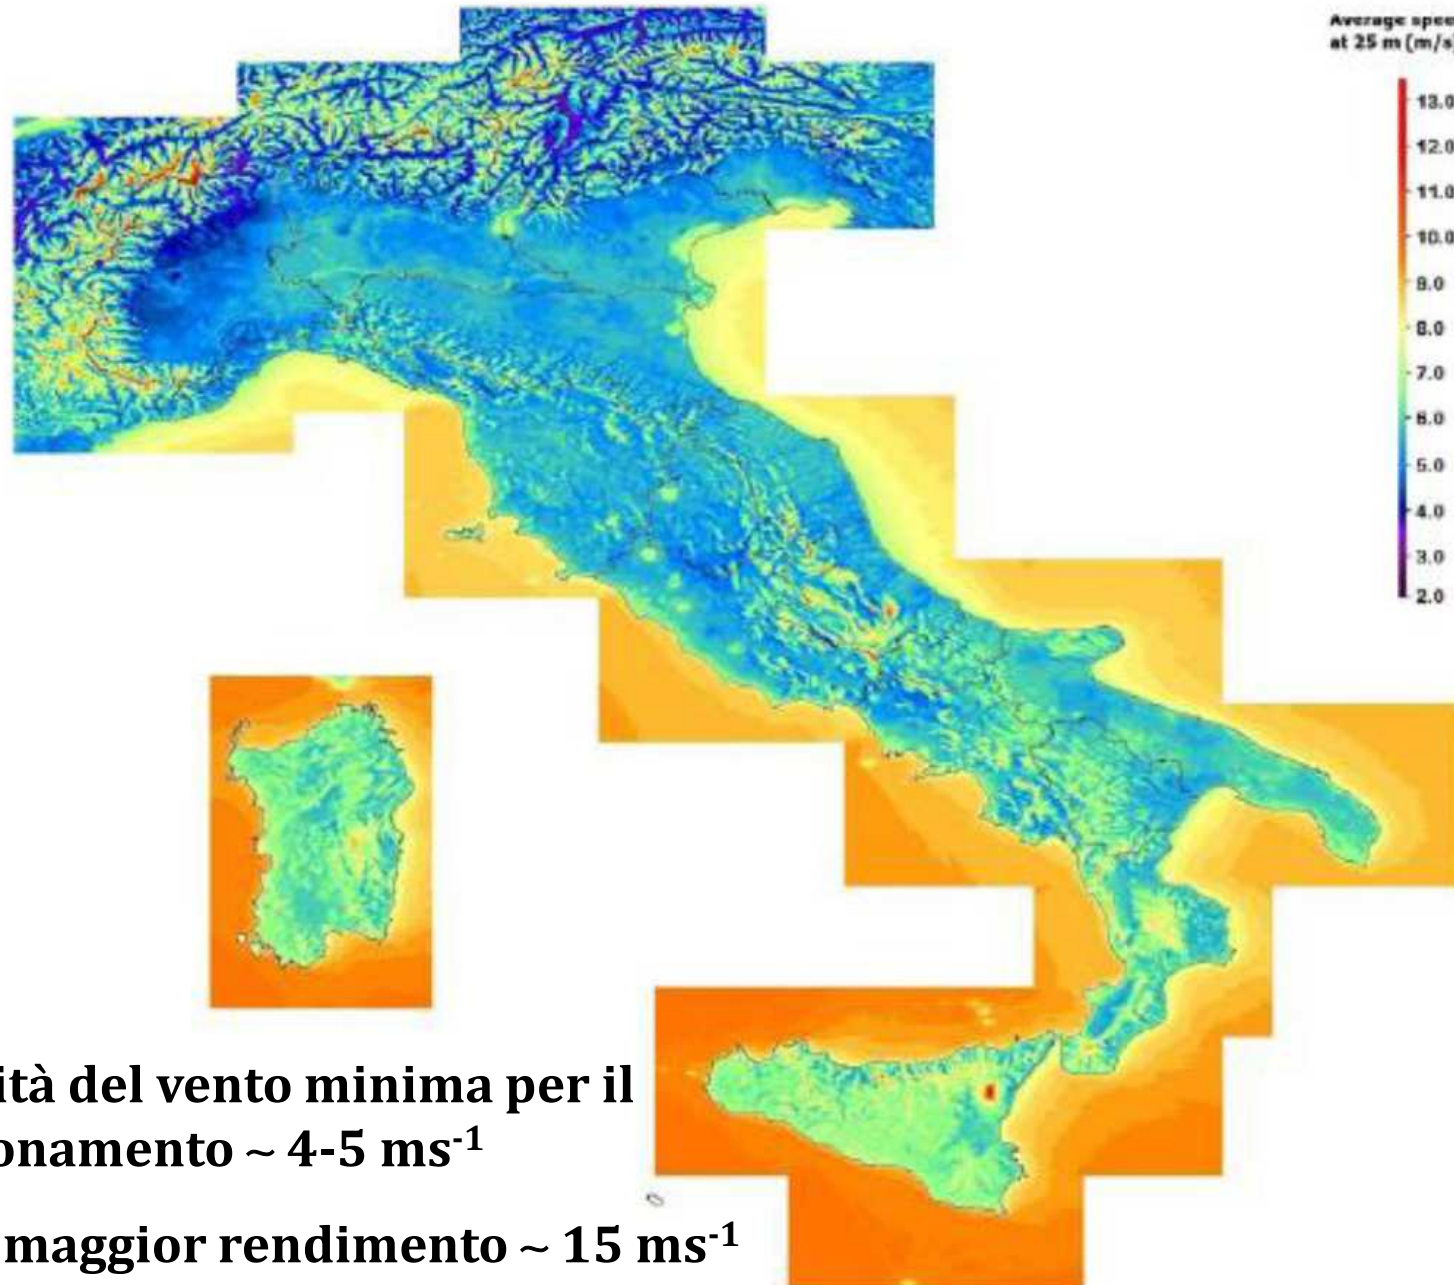 Average spee
at 25 m (m/s
13.0
12.0
11.0
10.0
9.0
8.0
7.0
6.0
5.0
4.0
3.0
2.0
ità del vento minima per il
onamento ~ 4-5 ms-1
maggior rendimento ~ 15 ms-1